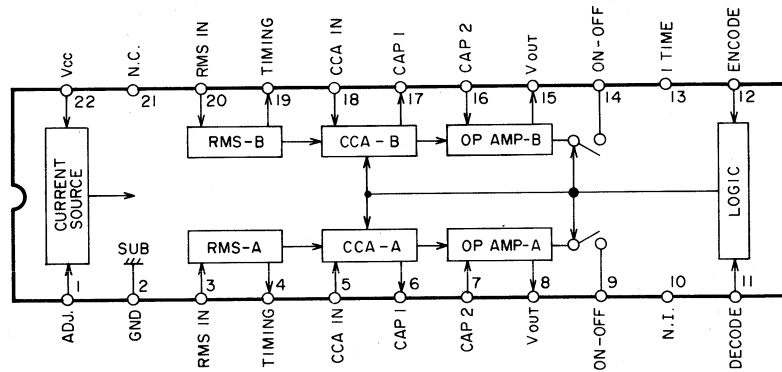 Vcc
N.C.
RMS IN
TIMING
CCA IN
CAP 1
CAP 2
VOUT
ON-OFF
I TIME
ENCODE
22
21
20
19
18
17
16
15
14
13
12
CURRENT
SOURCE
RMS-B
CCA-B
OP AMP-B
LOGIC
SUB
RMS-A
CCA-A
OP AMP-A
1
2
3
4
5
6
7
8
9
10
11
ADJ.
GND
RMS IN
TIMING
CCA IN
CAP 1
CAP 2
VOUT
ON-OFF
N.I.
DECODE